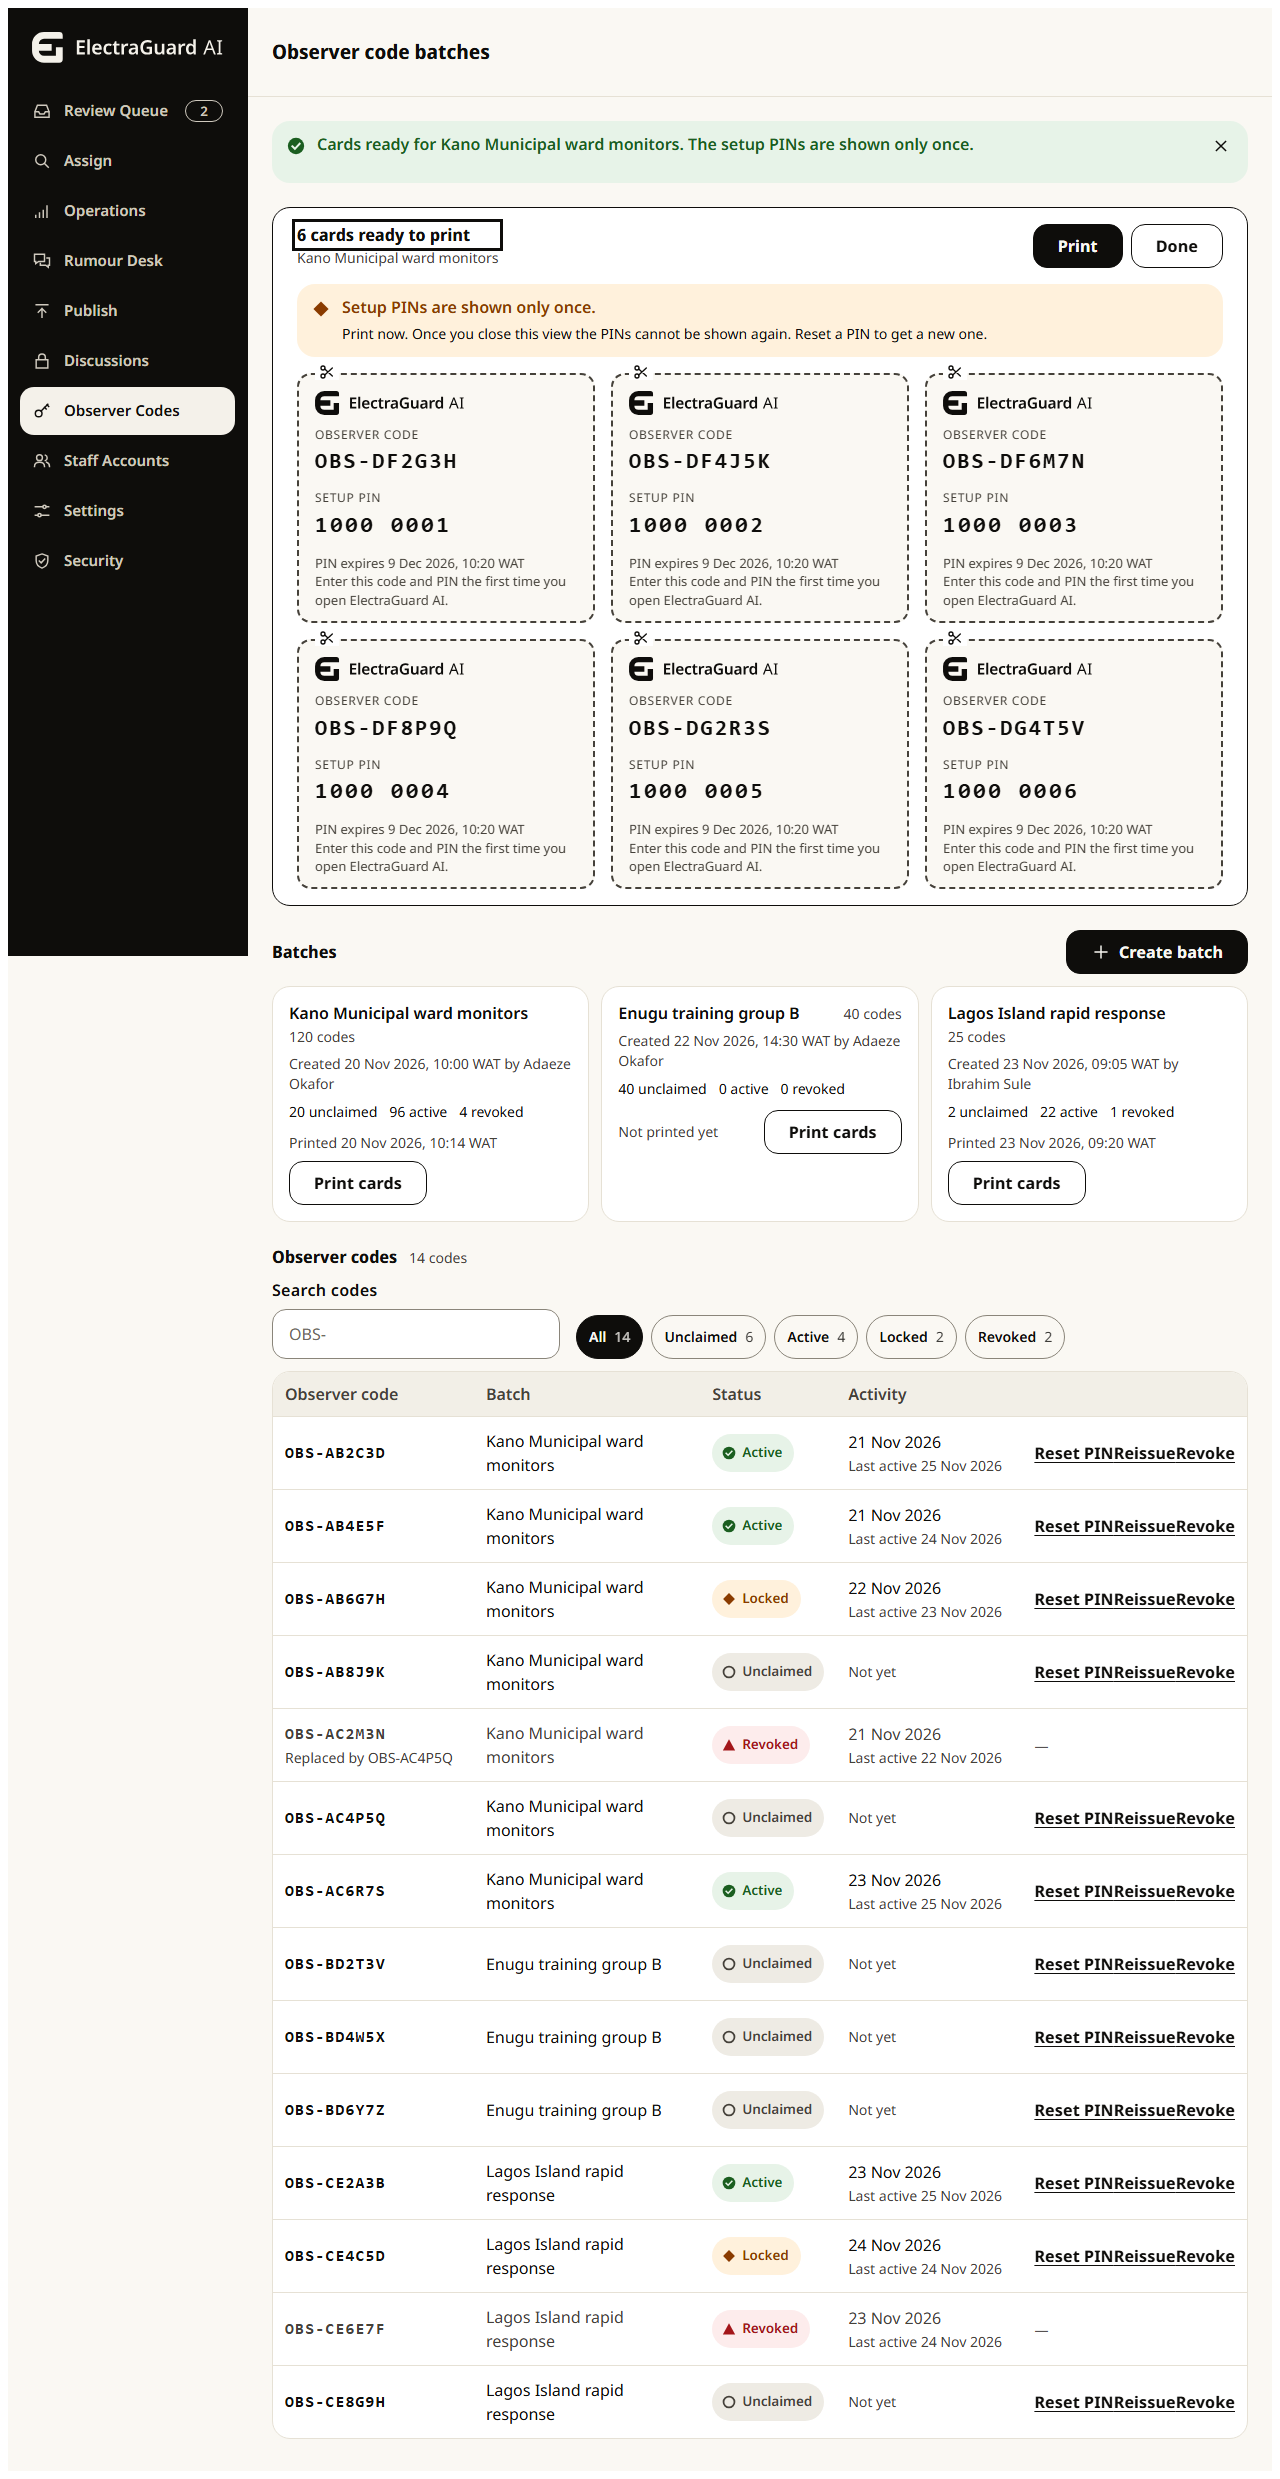 ElectraGuard AI
Review Queue 2
Assign
Operations
Rumour Desk
Publish
Discussions
Observer Codes
Staff Accounts
Settings
Security
Observer code batches
Cards ready for Kano Municipal ward monitors. The setup PINs are shown only once.
6 cards ready to print
Kano Municipal ward monitors
Print
Done
Setup PINs are shown only once.
Print now. Once you close this view the PINs cannot be shown again. Reset a PIN to get a new one.
ElectraGuard AI
OBSERVER CODE
OBS-DF2G3H
SETUP PIN
1000 0001
PIN expires 9 Dec 2026, 10:20 WAT
Enter this code and PIN the first time you
open ElectraGuard AI.
ElectraGuard AI
OBSERVER CODE
OBS-DF4J5K
SETUP PIN
1000 0002
PIN expires 9 Dec 2026, 10:20 WAT
Enter this code and PIN the first time you
open ElectraGuard AI.
ElectraGuard AI
OBSERVER CODE
OBS-DF6M7N
SETUP PIN
1000 0003
PIN expires 9 Dec 2026, 10:20 WAT
Enter this code and PIN the first time you
open ElectraGuard AI.
ElectraGuard AI
OBSERVER CODE
OBS-DF8P9Q
SETUP PIN
1000 0004
PIN expires 9 Dec 2026, 10:20 WAT
Enter this code and PIN the first time you
open ElectraGuard AI.
ElectraGuard AI
OBSERVER CODE
OBS-DG2R3S
SETUP PIN
1000 0005
PIN expires 9 Dec 2026, 10:20 WAT
Enter this code and PIN the first time you
open ElectraGuard AI.
ElectraGuard AI
OBSERVER CODE
OBS-DG4T5V
SETUP PIN
1000 0006
PIN expires 9 Dec 2026, 10:20 WAT
Enter this code and PIN the first time you
open ElectraGuard AI.
Batches
Create batch
Kano Municipal ward monitors
120 codes
Created 20 Nov 2026, 10:00 WAT by Adaeze
Okafor
20 unclaimed 96 active 4 revoked
Printed 20 Nov 2026, 10:14 WAT
Print cards
Enugu training group B 40 codes
Created 22 Nov 2026, 14:30 WAT by Adaeze
Okafor
40 unclaimed 0 active 0 revoked
Not printed yet Print cards
Lagos Island rapid response
25 codes
Created 23 Nov 2026, 09:05 WAT by
Ibrahim Sule
2 unclaimed 22 active 1 revoked
Printed 23 Nov 2026, 09:20 WAT
Print cards
Observer codes 14 codes
Search codes
OBS-
All 14 Unclaimed 6 Active 4 Locked 2 Revoked 2
Observer code Batch Status Activity
OBS-AB2C3D Kano Municipal ward monitors Active 21 Nov 2026 Last active 25 Nov 2026 Reset PINReissueRevoke
OBS-AB4E5F Kano Municipal ward monitors Active 21 Nov 2026 Last active 24 Nov 2026 Reset PINReissueRevoke
OBS-AB6G7H Kano Municipal ward monitors Locked 22 Nov 2026 Last active 23 Nov 2026 Reset PINReissueRevoke
OBS-AB8J9K Kano Municipal ward monitors Unclaimed Not yet Reset PINReissueRevoke
OBS-AC2M3N Replaced by OBS-AC4P5Q Kano Municipal ward monitors Revoked 21 Nov 2026 Last active 22 Nov 2026 —
OBS-AC4P5Q Kano Municipal ward monitors Unclaimed Not yet Reset PINReissueRevoke
OBS-AC6R7S Kano Municipal ward monitors Active 23 Nov 2026 Last active 25 Nov 2026 Reset PINReissueRevoke
OBS-BD2T3V Enugu training group B Unclaimed Not yet Reset PINReissueRevoke
OBS-BD4W5X Enugu training group B Unclaimed Not yet Reset PINReissueRevoke
OBS-BD6Y7Z Enugu training group B Unclaimed Not yet Reset PINReissueRevoke
OBS-CE2A3B Lagos Island rapid response Active 23 Nov 2026 Last active 25 Nov 2026 Reset PINReissueRevoke
OBS-CE4C5D Lagos Island rapid response Locked 24 Nov 2026 Last active 24 Nov 2026 Reset PINReissueRevoke
OBS-CE6E7F Lagos Island rapid response Revoked 23 Nov 2026 Last active 24 Nov 2026 —
OBS-CE8G9H Lagos Island rapid response Unclaimed Not yet Reset PINReissueRevoke